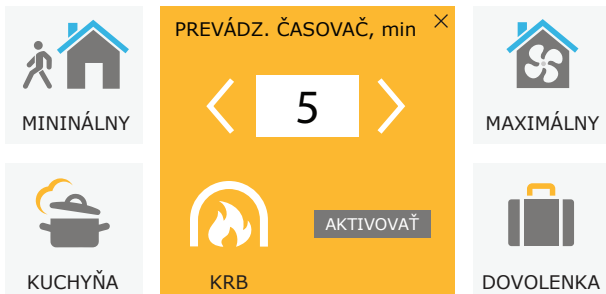 PREVÁDZ. ČASOVAČ, min ×
MININÁLNY
5
MAXIMÁLNY
AKTIVOVAŤ
KUCHYŇA
KRB
DOVOLENKA